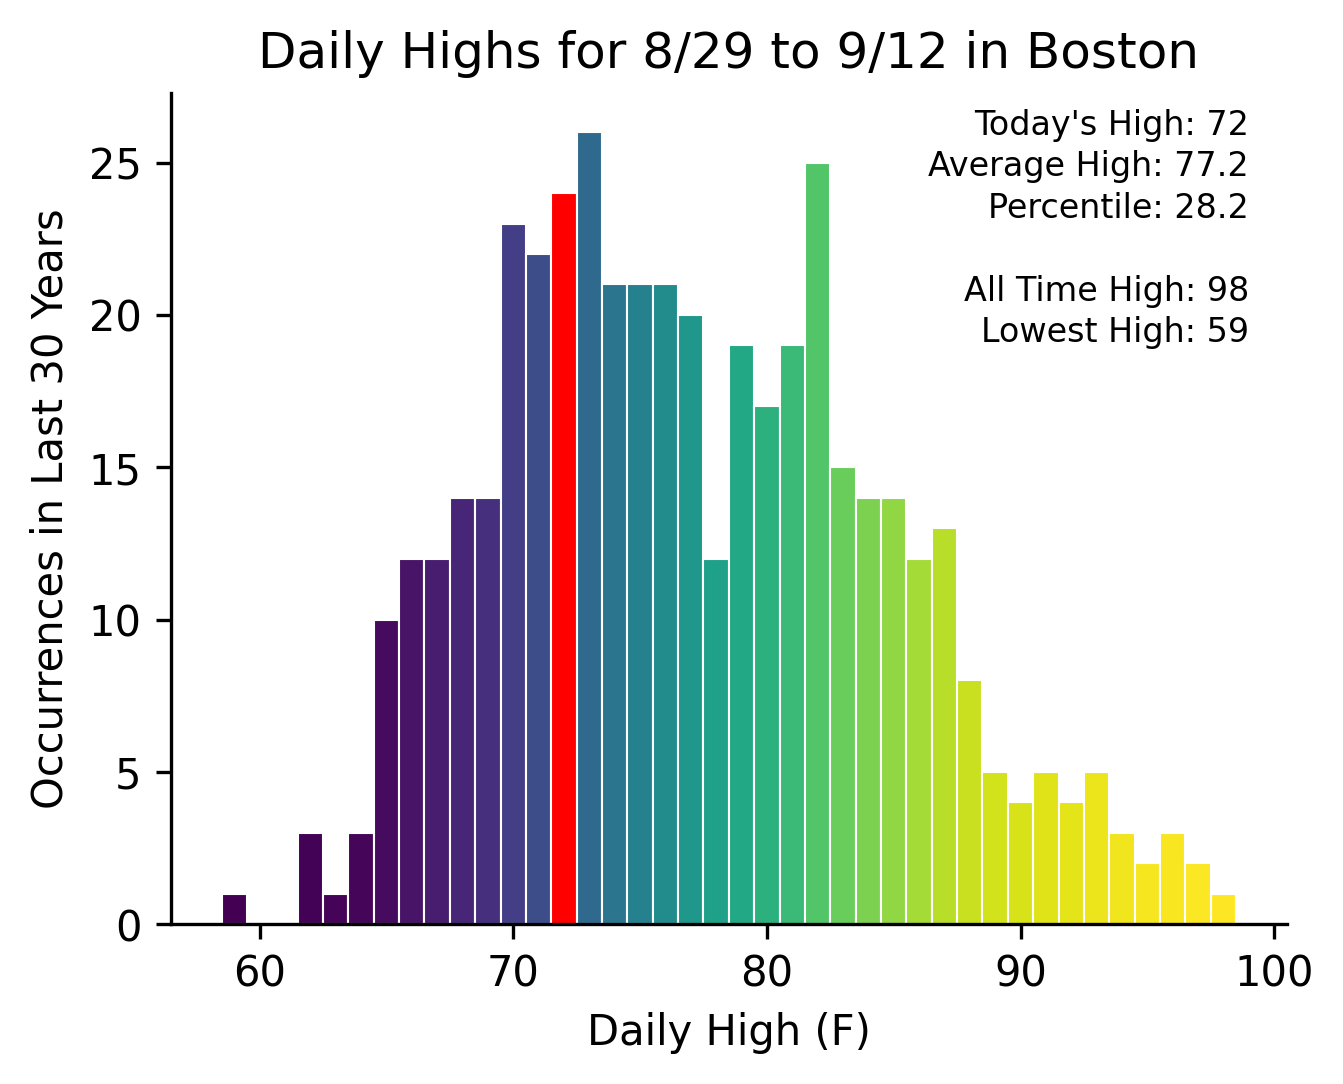 Daily Highs for 8/29 to 9/12 in Boston
Today's High: 72
Average High: 77.2
Percentile: 28.2
All Time High: 98
Lowest High: 59
Occurrences in Last 30 Years
25
20
15
10
5
0
60 70 80 90 100
Daily High (F)